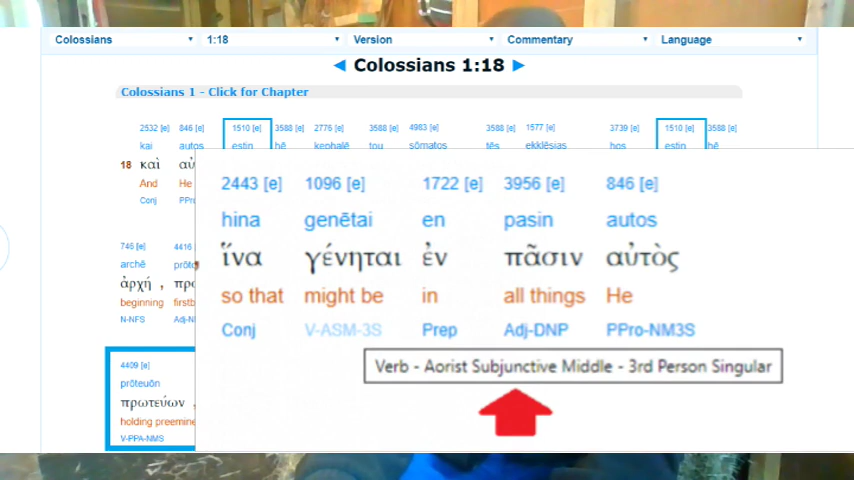 Colossians 1:18 Version Commentary Language
◄ Colossians 1:18 ►
Colossians 1 - Click for Chapter
2532 [e] 846 [e] 1510 [e] 3588 [e] 2776 [e] 3588 [e] 4983 [e] 3588 [e] 1577 [e] 3739 [e] 1510 [e] 3588 [e]
kai autos estin hē kephalē tou sōmatos tēs ekklēsias hos estin hē
18 καὶ
And He
Conj
746 [e] 4416
archē
ἀρχή ,
beginning
N-NFS Adj-N
4409 [e]
prōteuōn
πρωτεύων ,
holding
V-PPA-NMS
2443 [e] 1096 [e] 1722 [e] 3956 [e] 846 [e]
hina genētai en pasin autos
ἵνα γένηται ἐν πᾶσιν αὐτὸς
so that might be in all things He
Conj V-ASM-3S Prep Adj-DNP PPro-NM3S
Verb - Aorist Subjunctive Middle - 3rd Person Singular